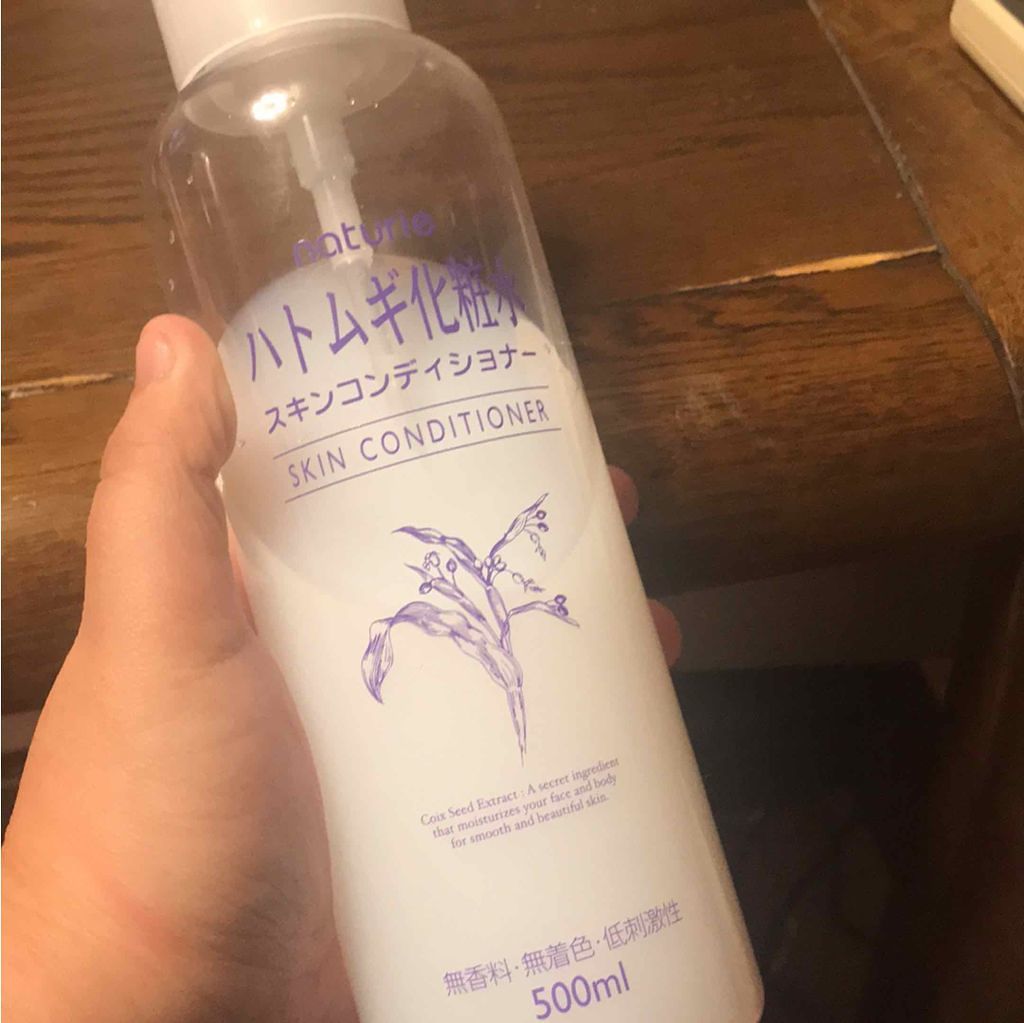 naturie
ハトムギ化粧水
スキンコンディショナー
SKIN CONDITIONER
Coix Seed Extract : A secret ingredient
that moisturizes your face and body
for smooth and beautiful skin.
無香料・無着色・低刺激性
500ml